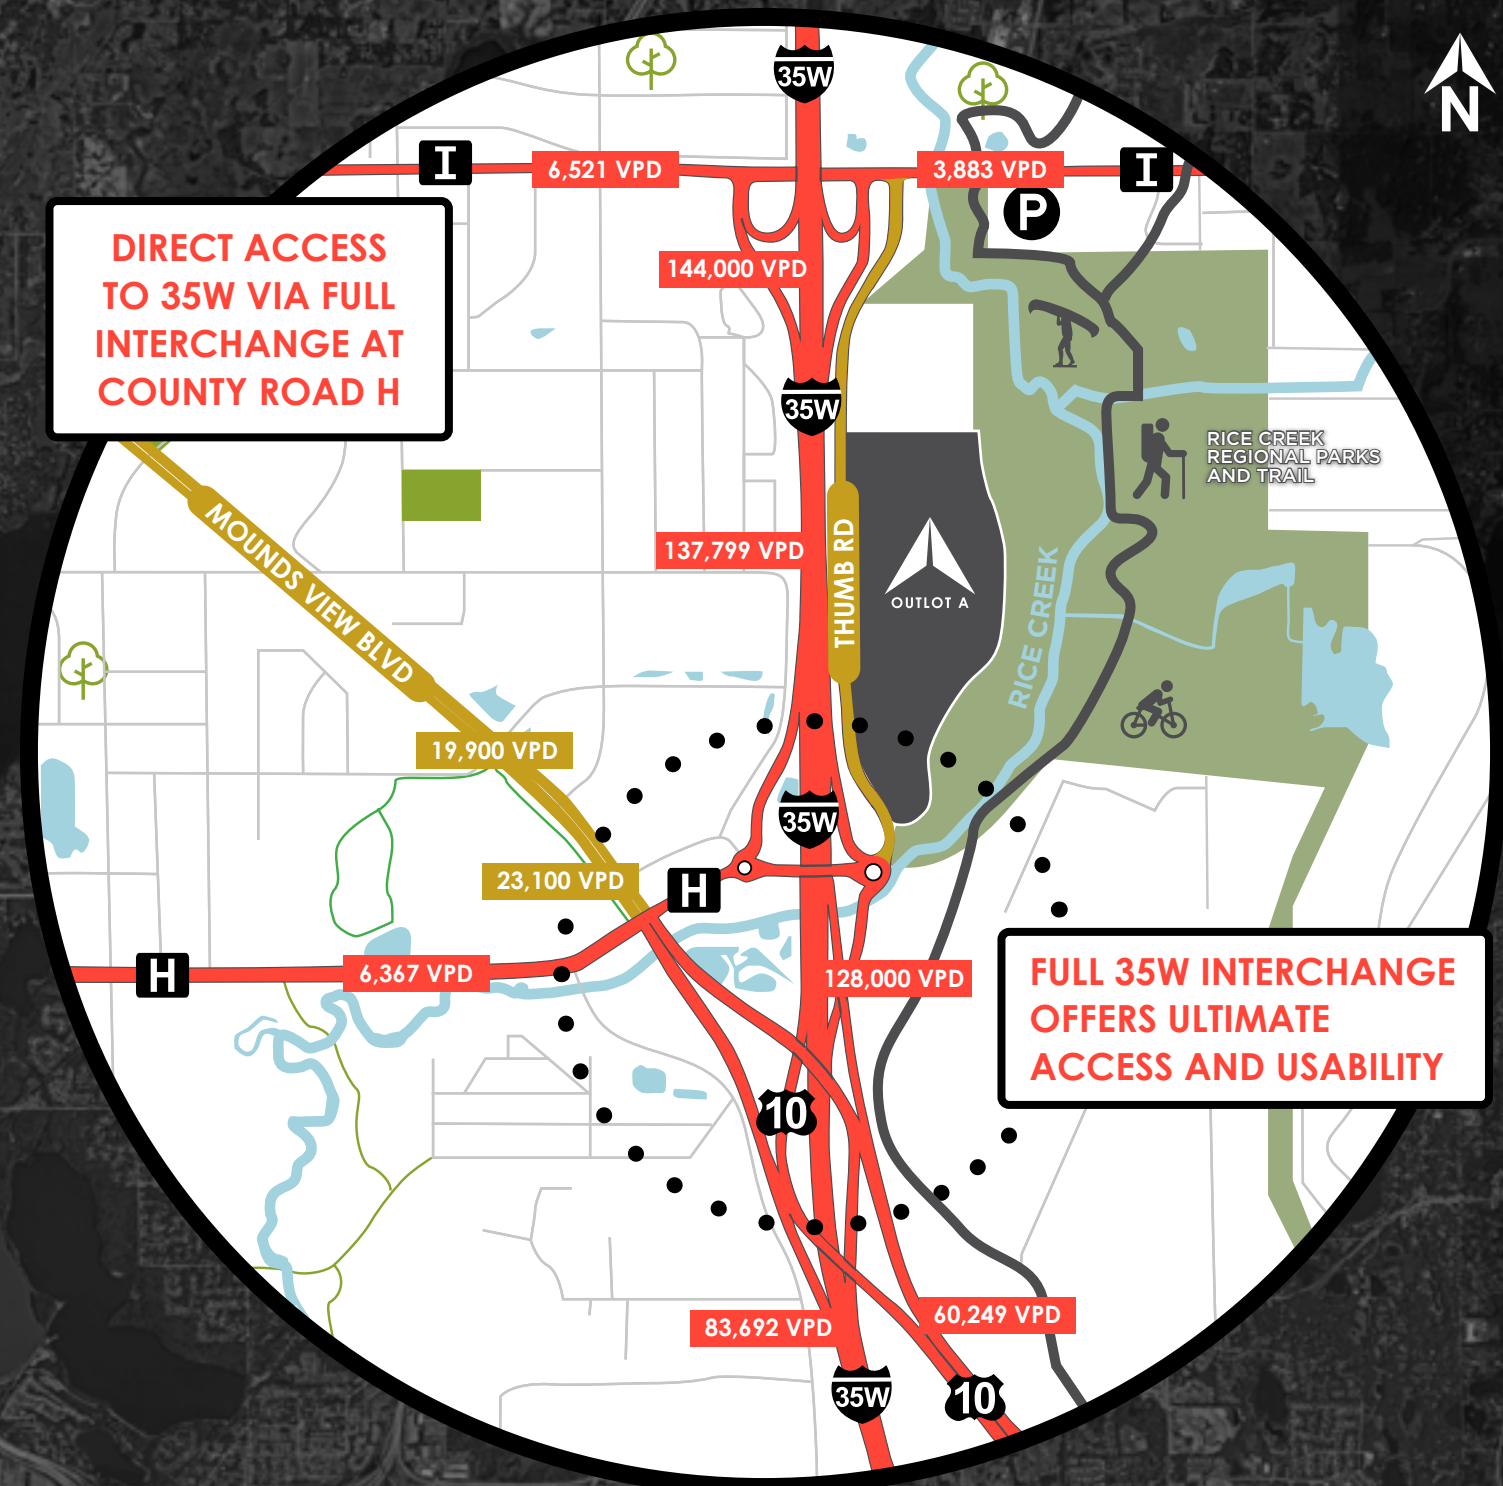 35W
N
I
6,521 VPD
3,883 VPD
I
P
DIRECT ACCESS
TO 35W VIA FULL
INTERCHANGE AT
COUNTY ROAD H
144,000 VPD
35W
RICE CREEK
REGIONAL PARKS
AND TRAIL
MOUNDS VIEW BLVD
137,799 VPD
THUMB RD
OUTLOT A
RICE CREEK
19,900 VPD
35W
23,100 VPD
H
H
6,367 VPD
128,000 VPD
FULL 35W INTERCHANGE
OFFERS ULTIMATE
ACCESS AND USABILITY
10
83,692 VPD
60,249 VPD
35W
10